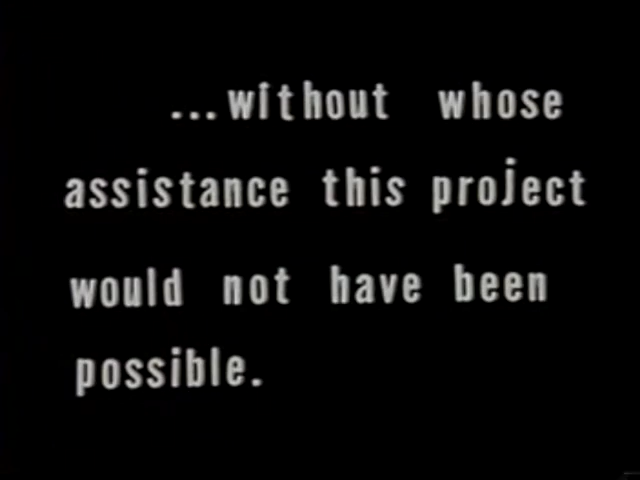 ...without whose
assistance this project
would not have been
possible.